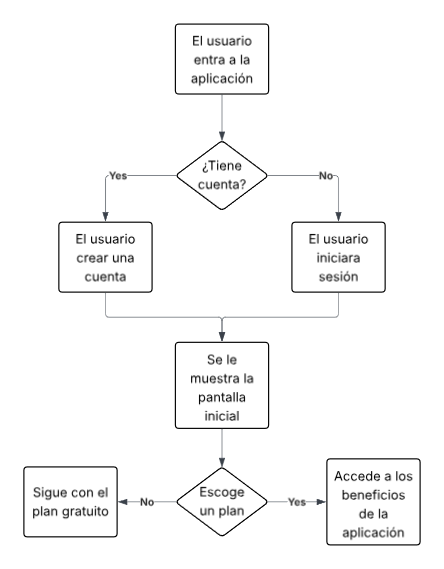 El usuario
entra a la
aplicación
¿Tiene
cuenta?
Yes
No
El usuario
crear una
cuenta
El usuario
iniciara
sesión
Se le
muestra la
pantalla
inicial
Escoge
un plan
No
Yes
Sigue con el
plan gratuito
Accede a los
beneficios
de la
aplicación